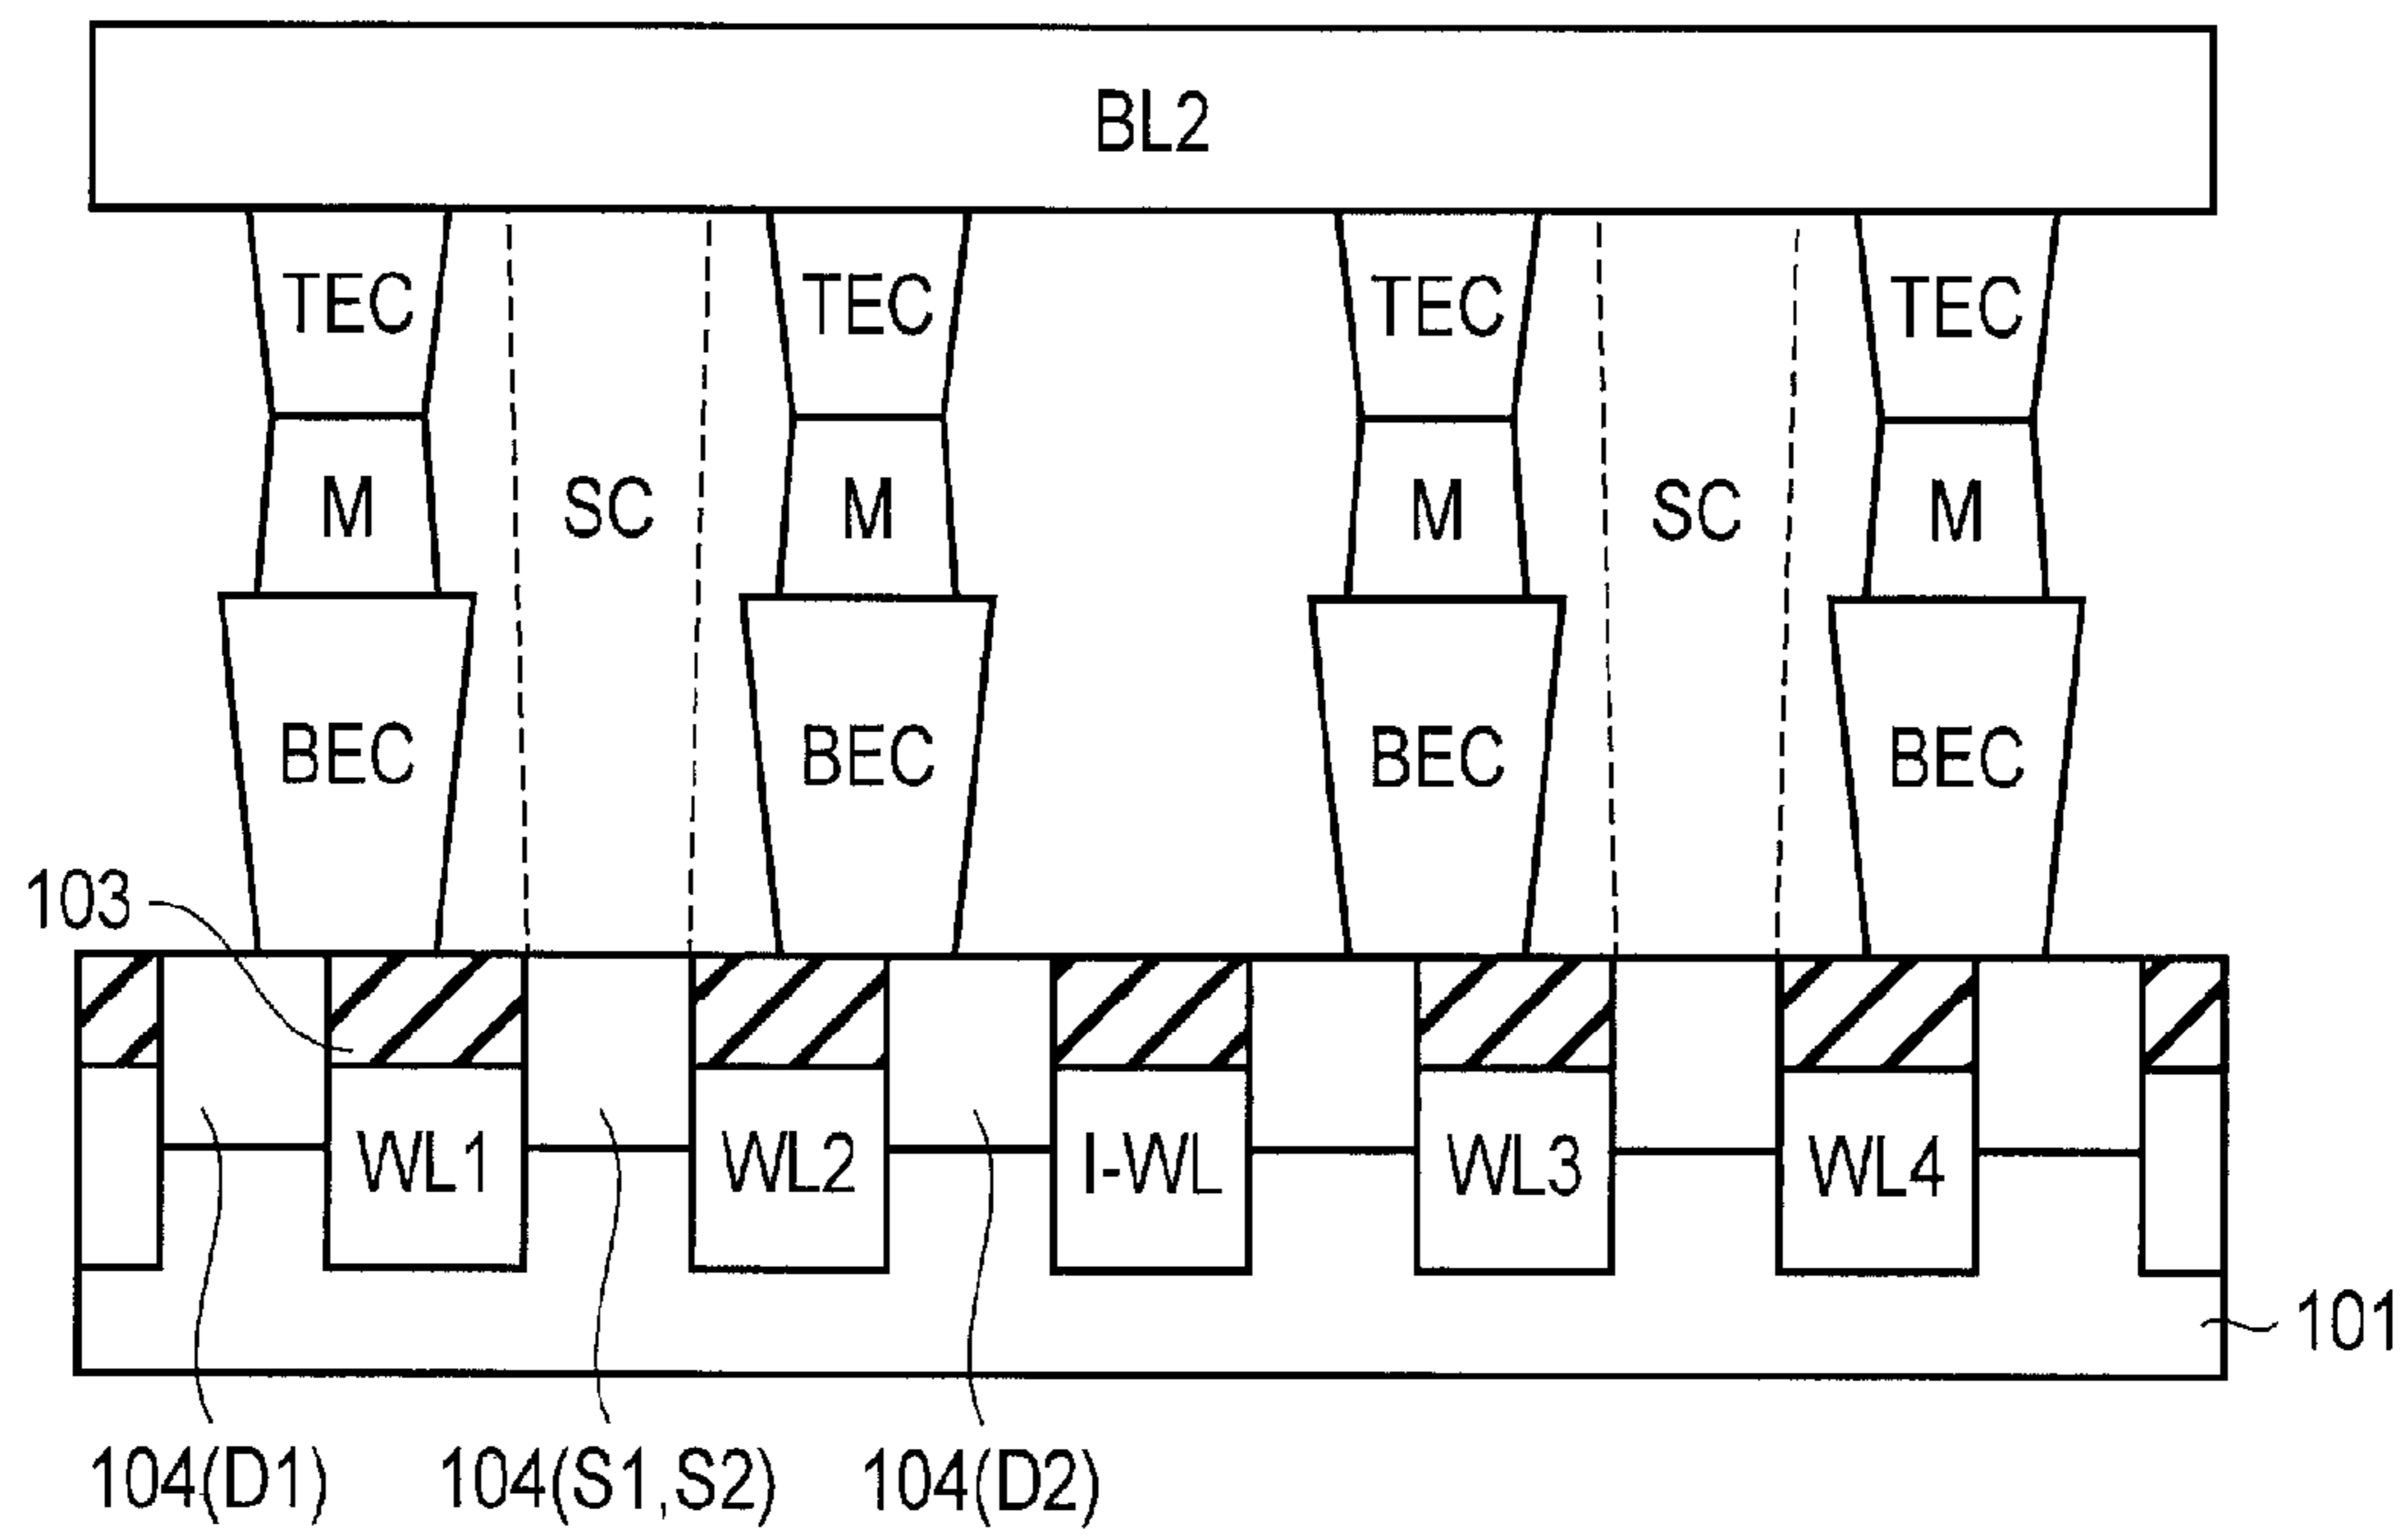 BL2
TEC TEC TEC TEC
M SC M M SC M
BEC BEC BEC BEC
103
WL1 WL2 I-WL WL3 WL4
101
104(D1) 104(S1,S2) 104(D2)